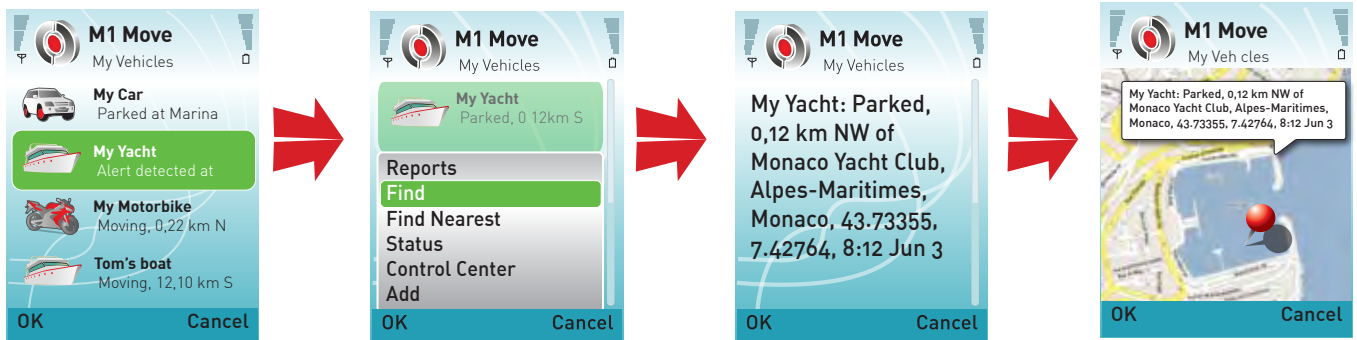 M1 Move
My Vehicles
My Car
Parked at Marina
My Yacht
Alert detected at
My Motorbike
Moving, 0,22 km N
Tom's boat
Moving, 12,10 km S
OK
Cancel
M1 Move
My Vehicles
My Yacht
Parked, 0 12km S
Reports
Find
Find Nearest
Status
Control Center
Add
OK
Cancel
M1 Move
My Vehicles
My Yacht: Parked,
0,12 km NW of
Monaco Yacht Club,
Alpes-Maritimes,
Monaco, 43.73355,
7.42764, 8:12 Jun 3
OK
Cancel
M1 Move
My Veh cles
My Yacht: Parked, 0,12 km NW of
Monaco Yacht Club, Alpes-Maritimes,
Monaco, 43.73355, 7.42764, 8:12 Jun 3
OK
Cancel